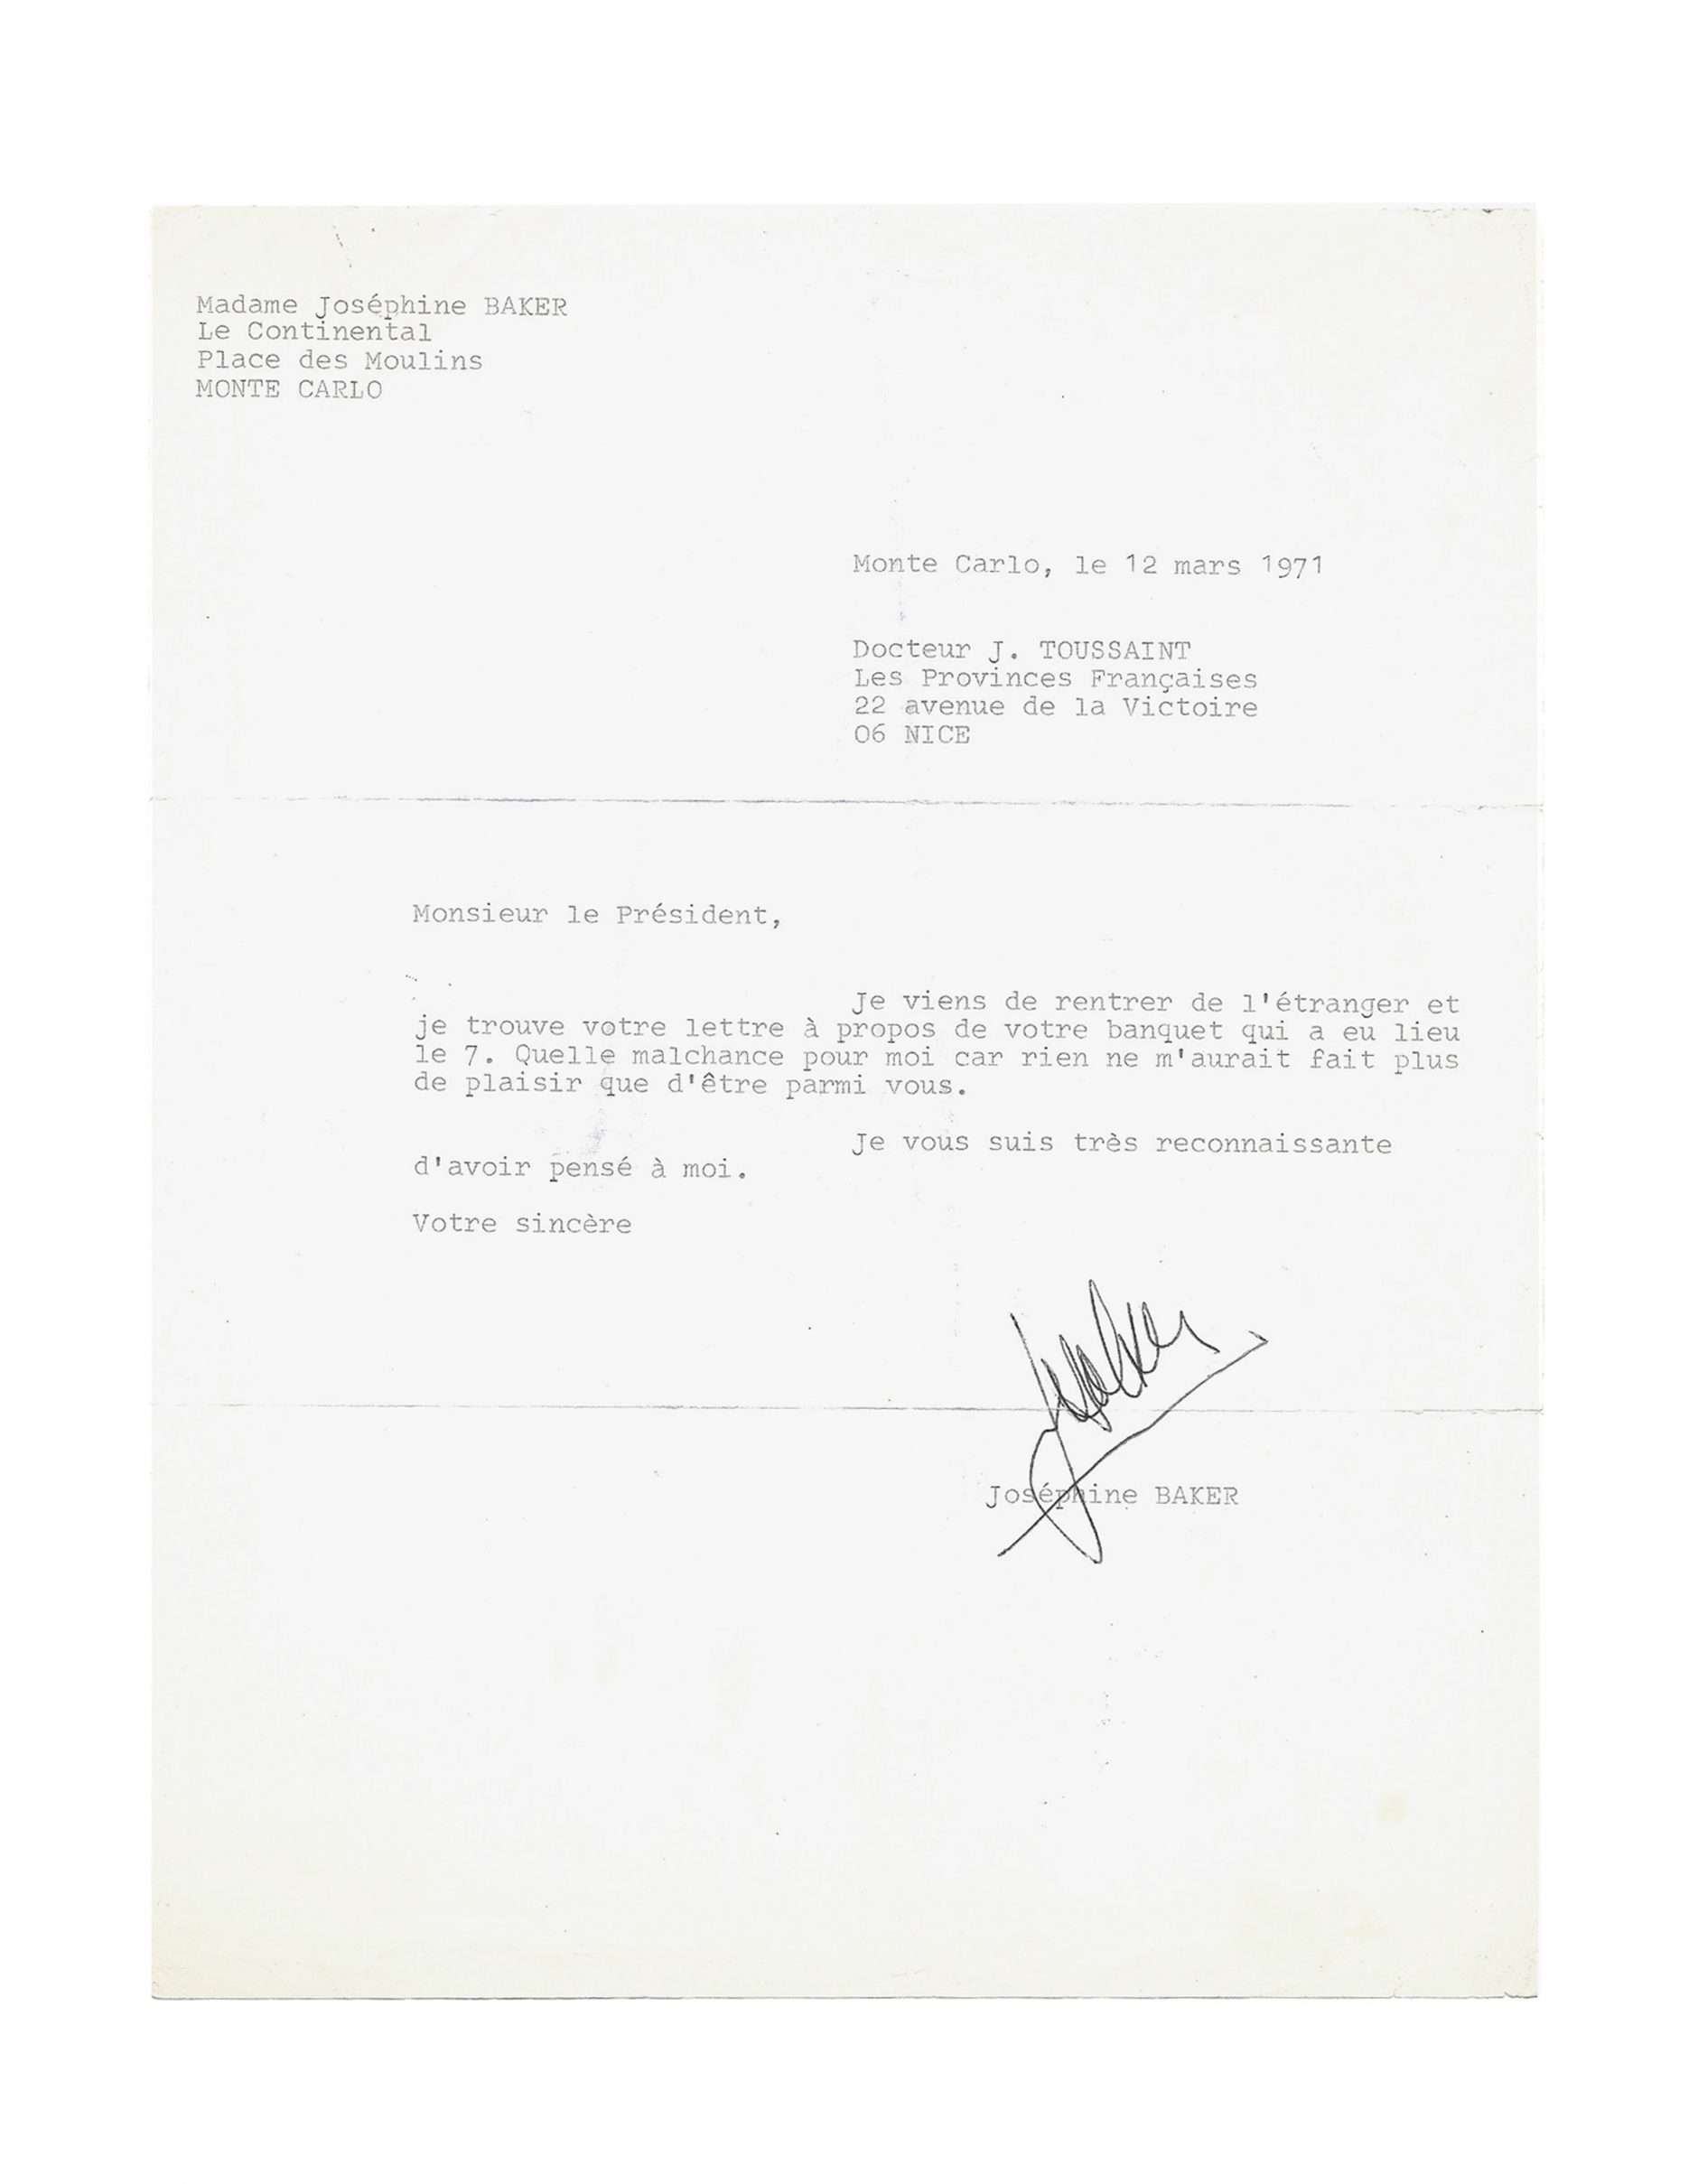 Madame Joséphine BAKER
Le Continental
Place des Moulins
MONTE CARLO
Monte Carlo, le 12 mars 1971
Docteur J. TOUSSAINT
Les Provinces Françaises
22 avenue de la Victoire
06 NICE
Monsieur le Président,
Je viens de rentrer de l'étranger et
je trouve votre lettre à propos de votre banquet qui a eu lieu
le 7. Quelle malchance pour moi car rien ne m'aurait fait plus
de plaisir que d'être parmi vous.
Je vous suis très reconnaissante
d'avoir pensé à moi.
Votre sincère
Joséphine BAKER